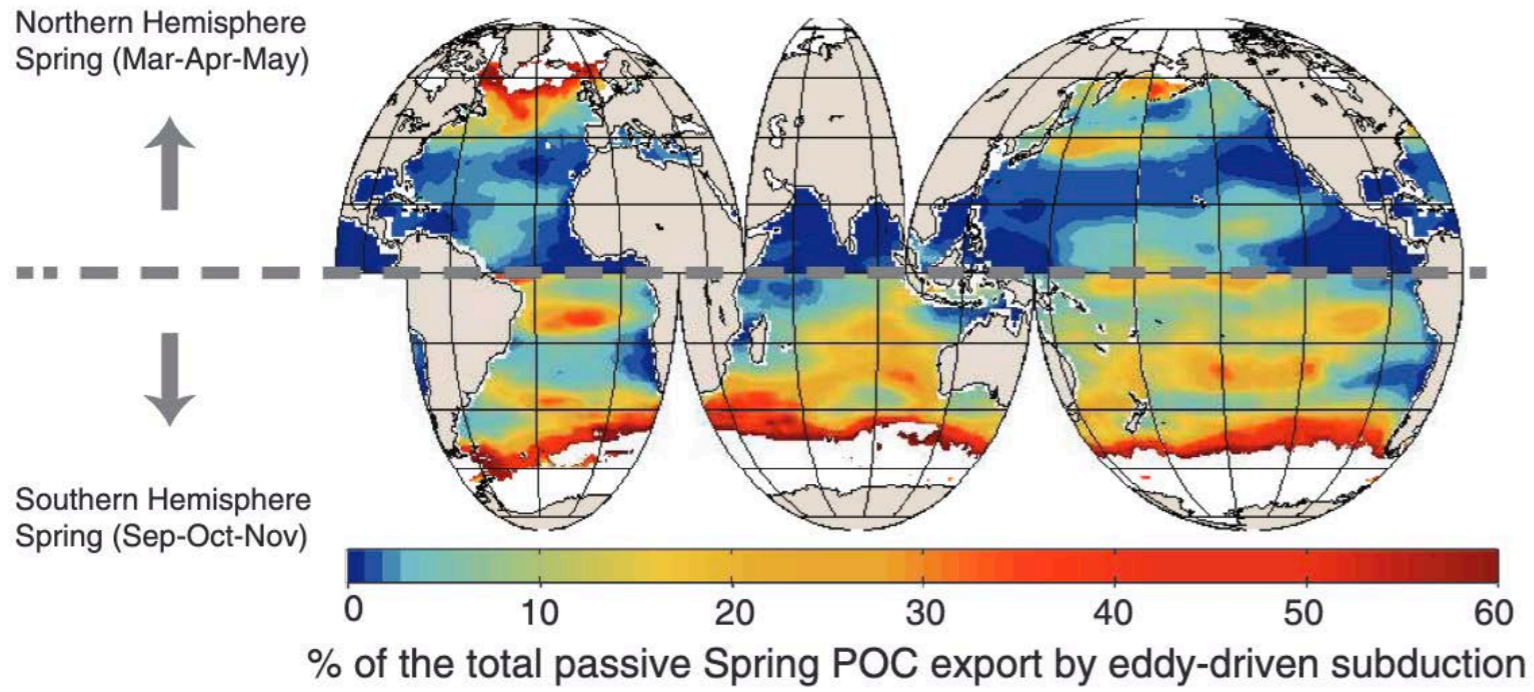 Northern Hemisphere
Spring (Mar-Apr-May)
Southern Hemisphere
Spring (Sep-Oct-Nov)
0 10 20 30 40 50 60
% of the total passive Spring POC export by eddy-driven subduction